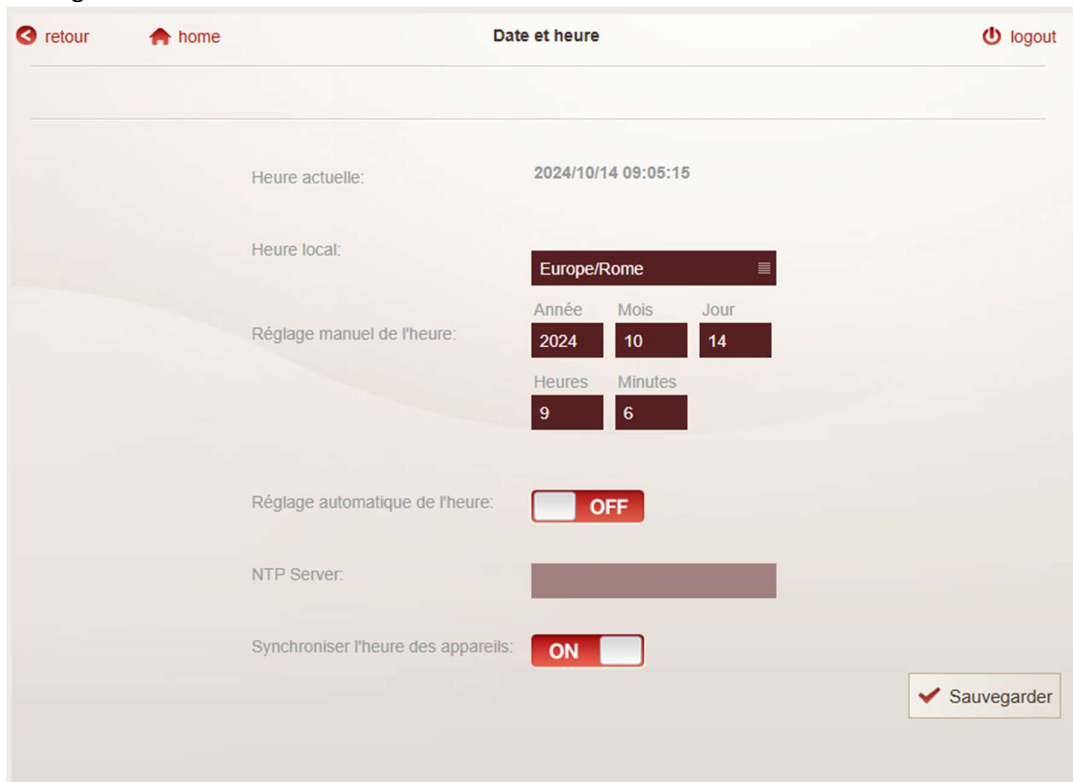 retour home Date et heure logout
Heure actuelle: 2024/10/14 09:05:15
Heure local: Europe/Rome
Année Mois Jour
Réglage manuel de l'heure: 2024 10 14
Heures Minutes
9 6
Réglage automatique de l'heure: OFF
NTP Server:
Synchroniser l'heure des appareils: ON
Sauvegarder